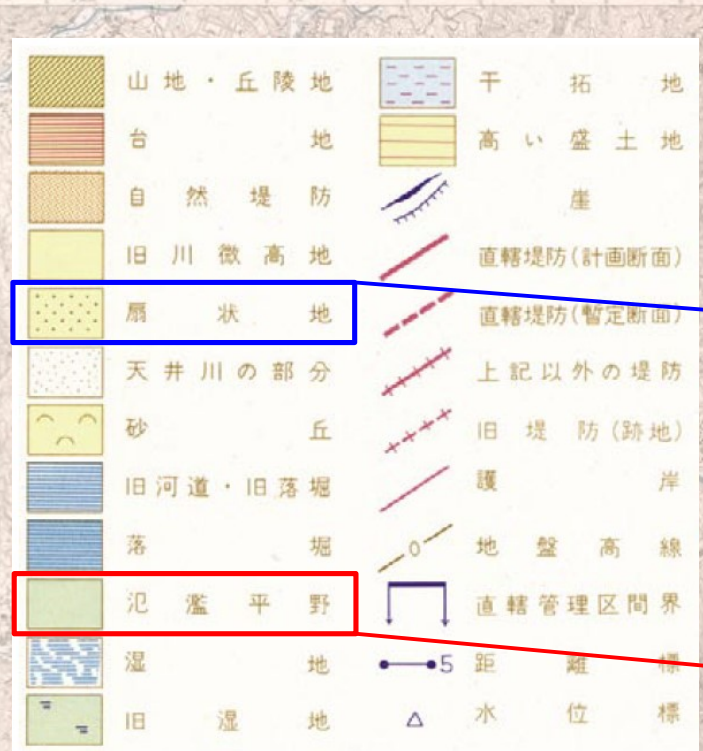 山地・丘陵地
台地
自然堤防
旧川微高地
扇状地
天井川の部分
砂丘
旧河道・旧落堀
落堀
氾濫平野
湿地
旧湿地
干拓地
高い盛土地
崖
直轄堤防(計画断面)
直轄堤防(暫定断面)
上記以外の堤防
旧堤防(跡地)
護岸
0 地盤高線
直轄管理区間界
5 距離標
水位標